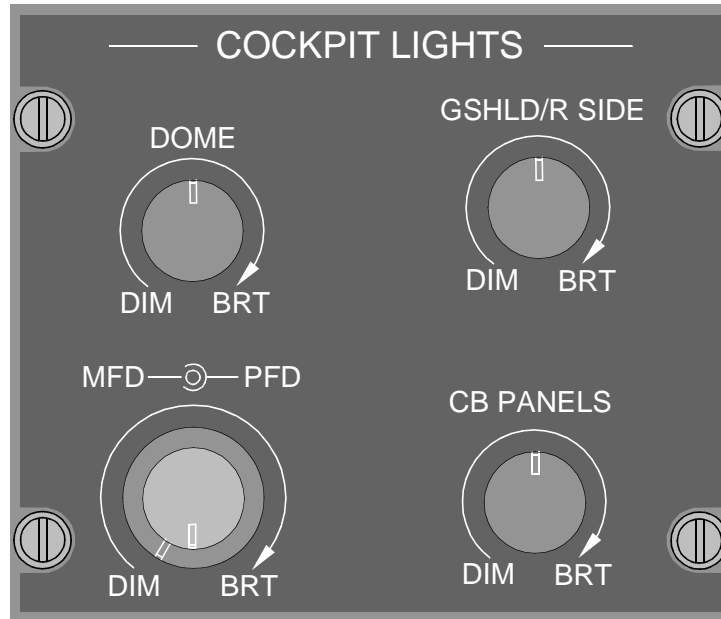 COCKPIT LIGHTS
DOME
DIM BRT
GSHLD/R SIDE
DIM BRT
MFD PFD
DIM BRT
CB PANELS
DIM BRT